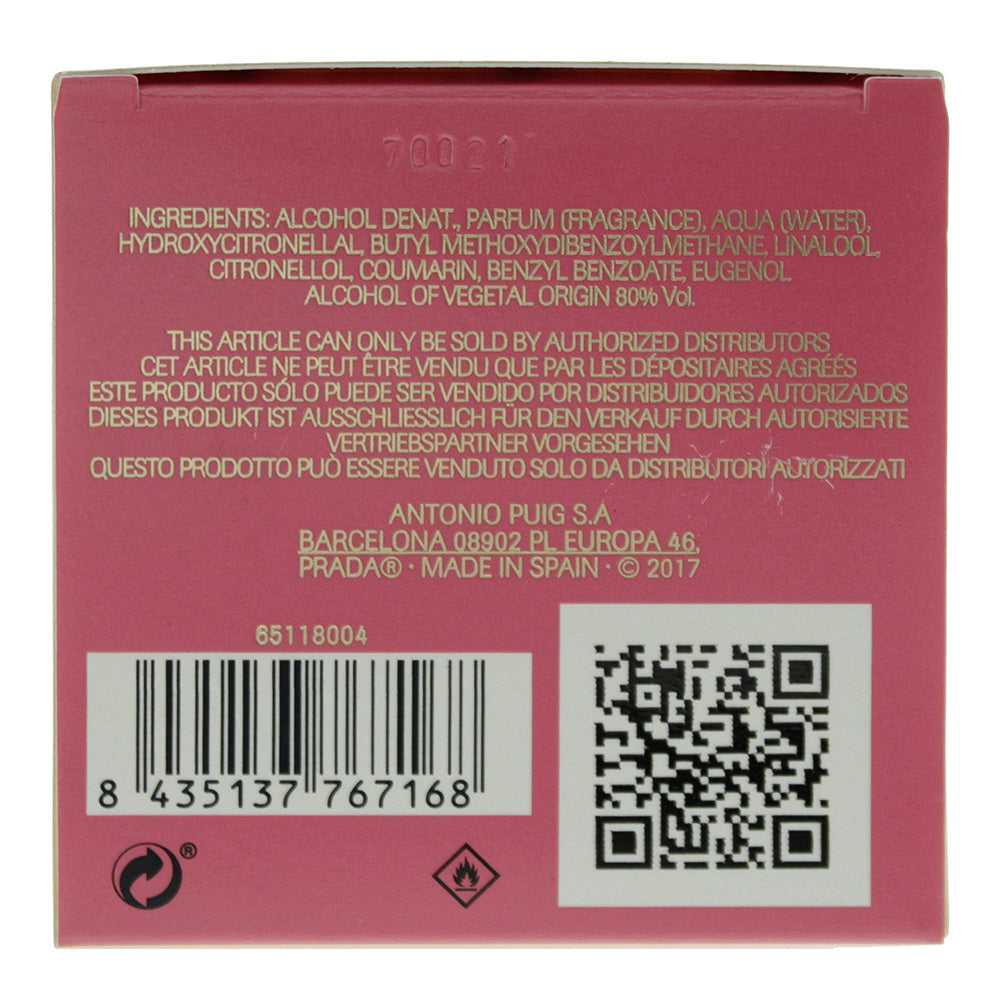 70021
INGREDIENTS: ALCOHOL DENAT., PARFUM (FRAGRANCE), AQUA (WATER),
HYDROXYCITRONELLAL, BUTYL METHOXYDIBENZOYLMETHANE, LINALOOL,
CITRONELLOL, COUMARIN, BENZYL BENZOATE, EUGENOL
ALCOHOL OF VEGETAL ORIGIN 80% Vol.
THIS ARTICLE CAN ONLY BE SOLD BY AUTHORIZED DISTRIBUTORS
CET ARTICLE NE PEUT ÊTRE VENDU QUE PAR LES DÉPOSITAIRES AGRÉÉS
ESTE PRODUCTO SÓLO PUEDE SER VENDIDO POR DISTRIBUIDORES AUTORIZADOS
DIESES PRODUKT IST AUSSCHLIESSLICH FÜR DEN VERKAUF DURCH AUTORISIERTE
VERTRIEBSPARTNER VORGESEHEN
QUESTO PRODOTTO PUÒ ESSERE VENDUTO SOLO DA DISTRIBUTORI AUTORIZZATI
ANTONIO PUIG S.A
BARCELONA 08902 PL EUROPA 46.
PRADA® · MADE IN SPAIN · © 2017
65118004
8 435137 767168
®